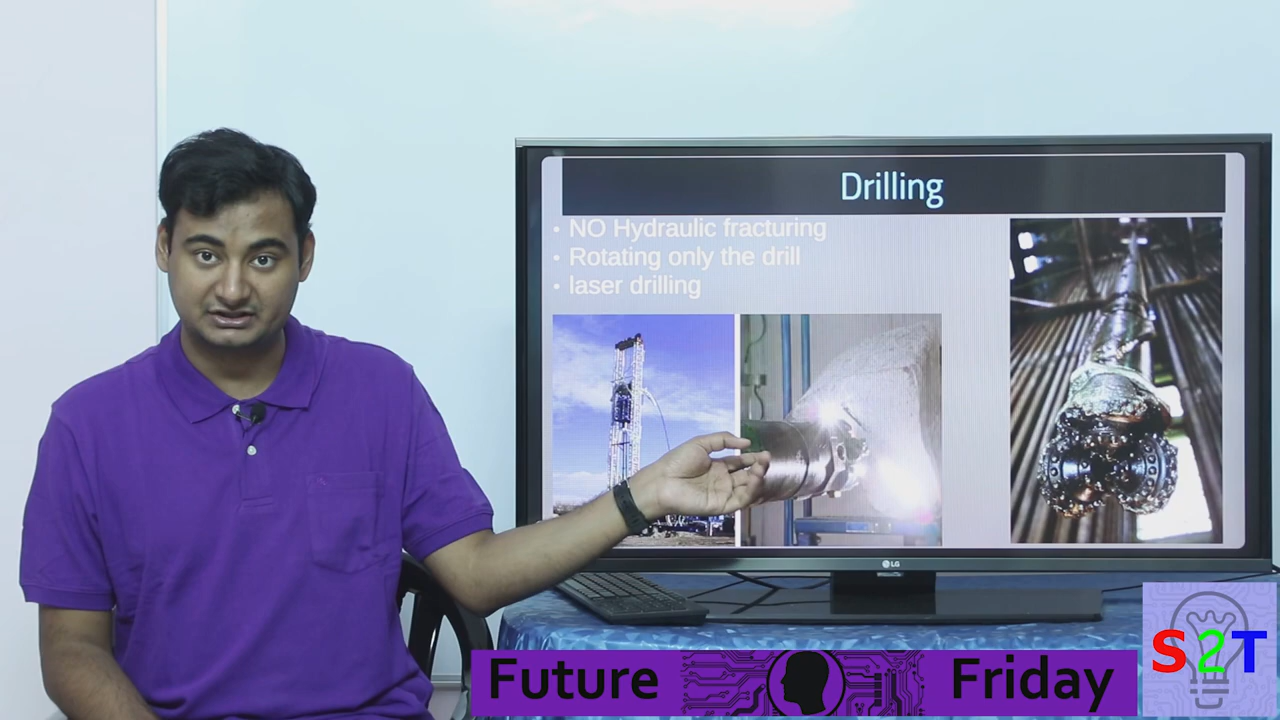 Drilling
• NO Hydraulic fracturing
• Rotating only the drill
• laser drilling
LG
Future Friday
S2T